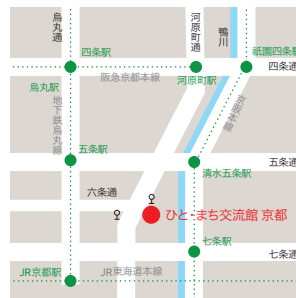 烏丸通
河原町通
鴨川
四条駅
祇園四条駅
四条通
阪急京都本線
河原町駅
烏丸駅
地下鉄烏丸線
京阪本線
五条駅
五条通
清水五条駅
六条通
ひと・まち交流館 京都
七条駅
七条通
JR京都駅
JR東海道本線